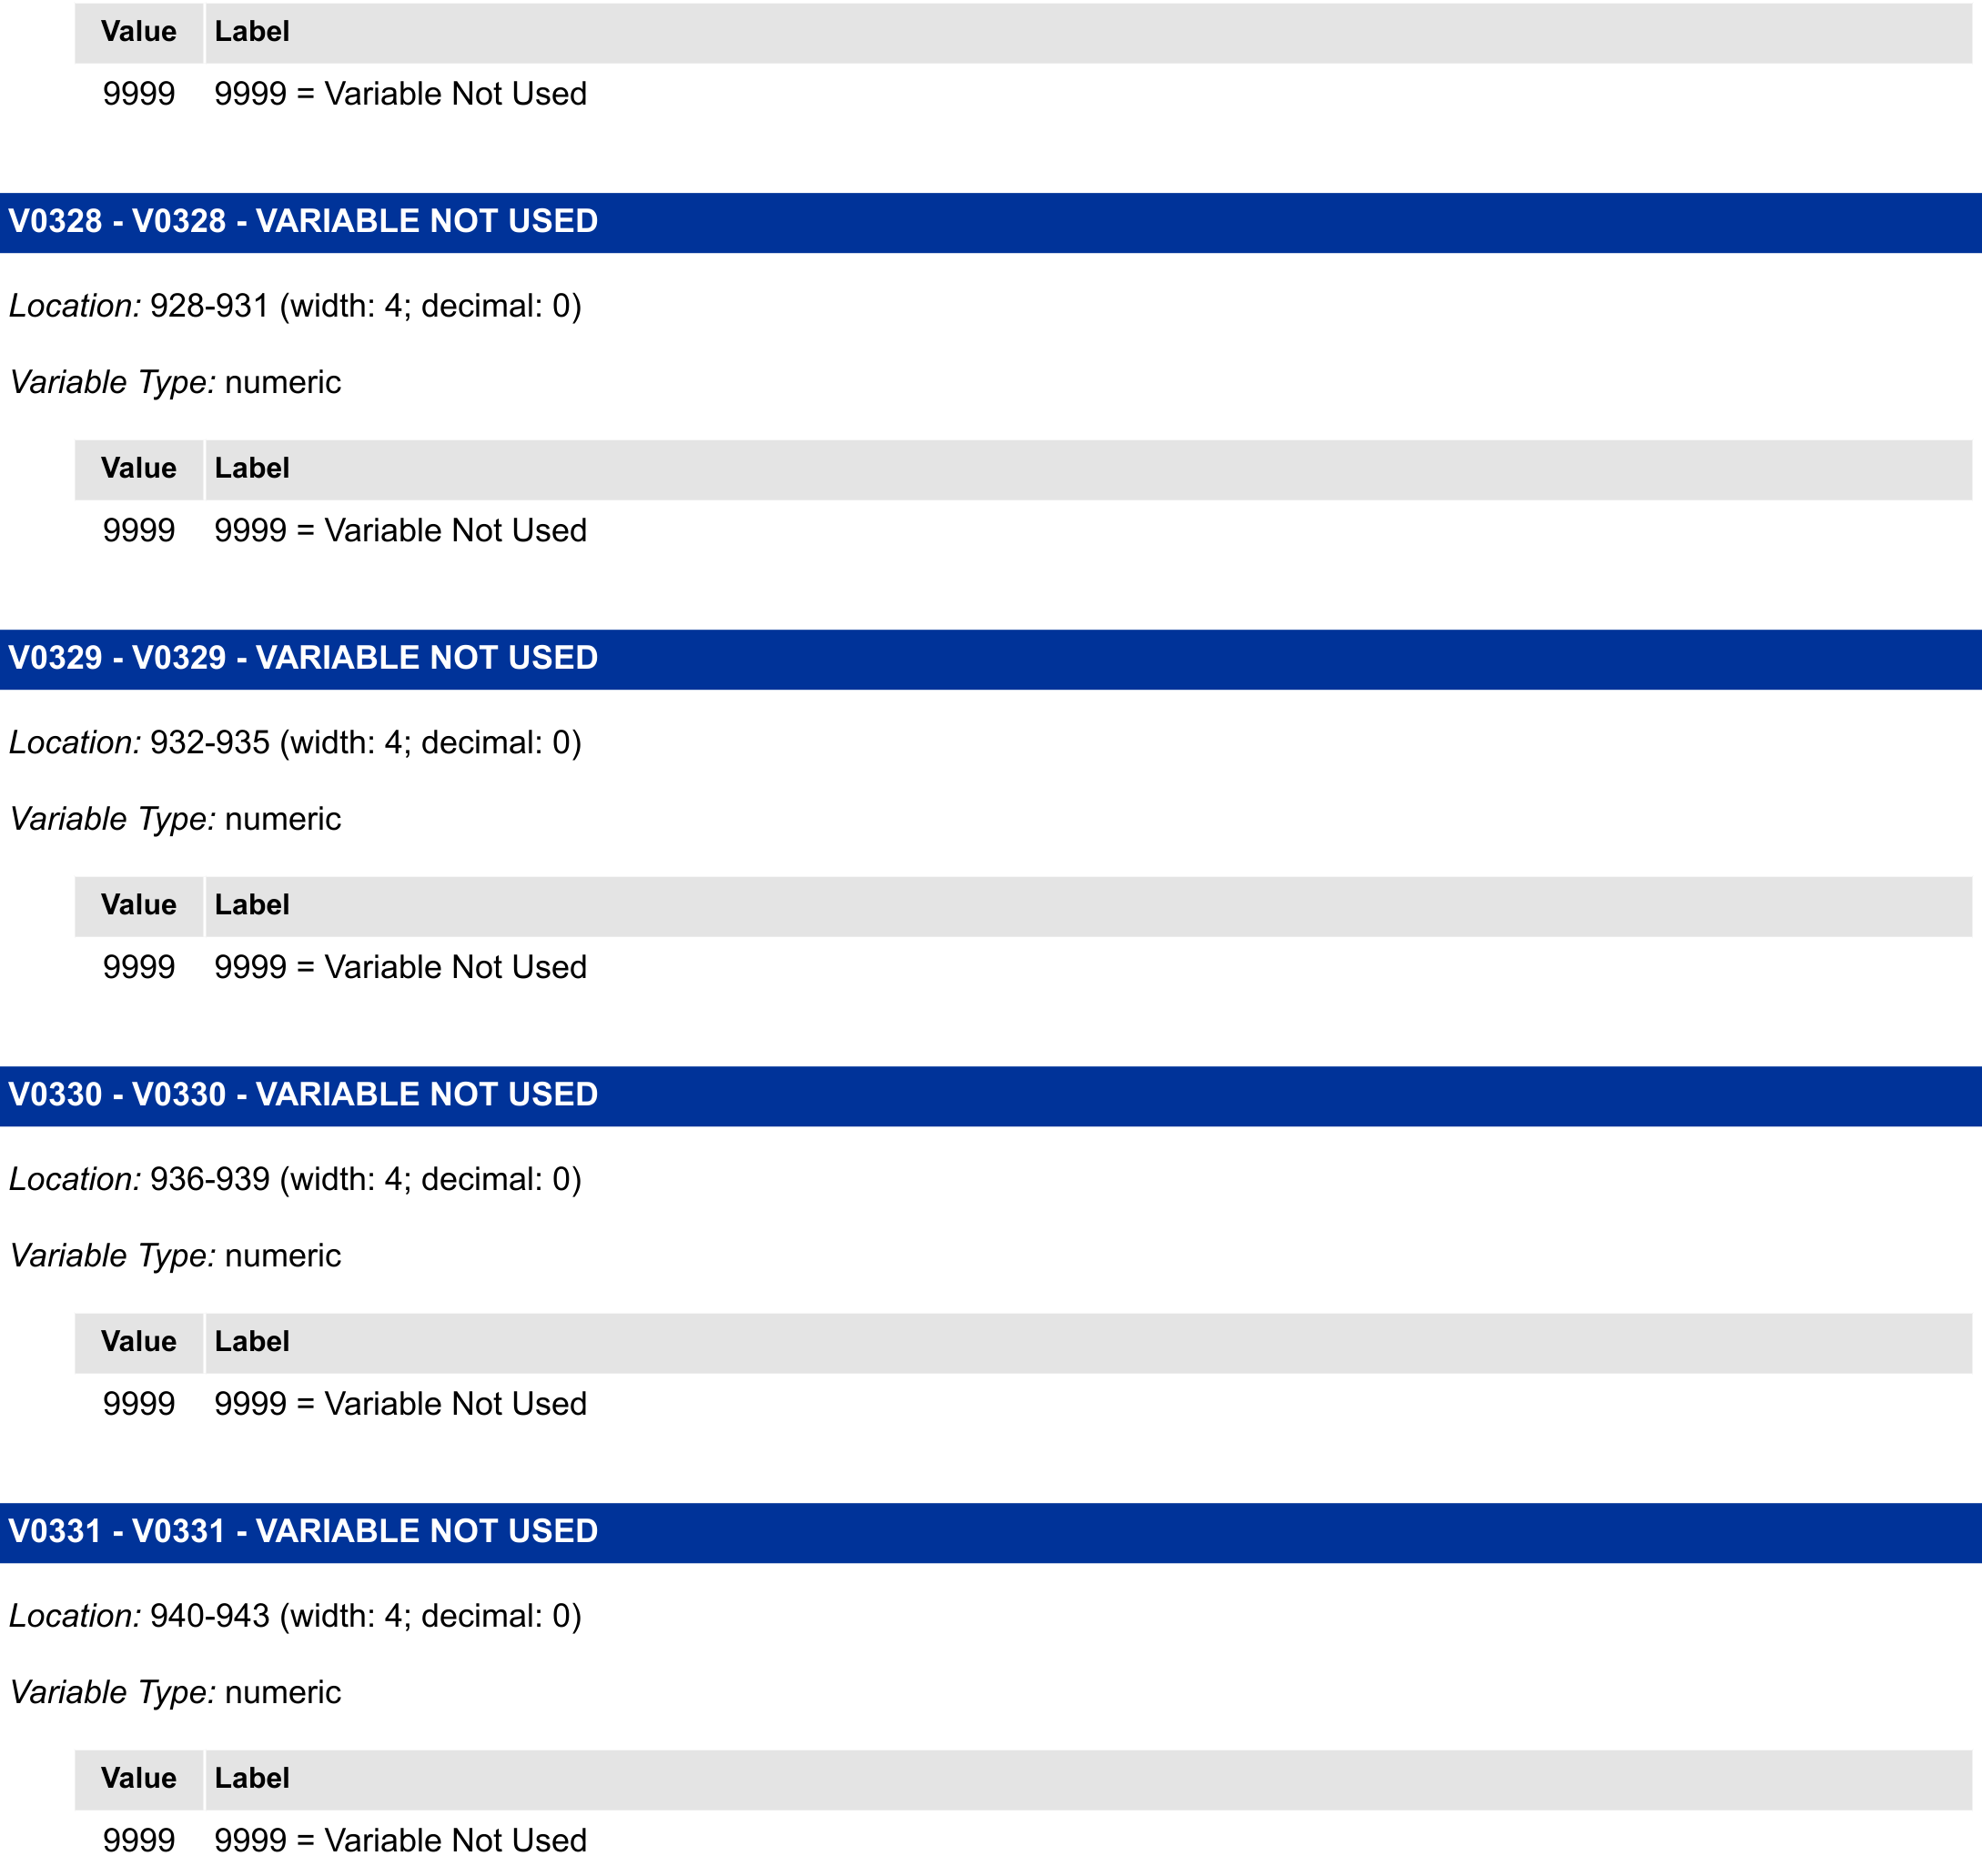 Value Label
9999 9999 = Variable Not Used
V0328 - V0328 - VARIABLE NOT USED
Location: 928-931 (width: 4; decimal: 0)
Variable Type: numeric
Value Label
9999 9999 = Variable Not Used
V0329 - V0329 - VARIABLE NOT USED
Location: 932-935 (width: 4; decimal: 0)
Variable Type: numeric
Value Label
9999 9999 = Variable Not Used
V0330 - V0330 - VARIABLE NOT USED
Location: 936-939 (width: 4; decimal: 0)
Variable Type: numeric
Value Label
9999 9999 = Variable Not Used
V0331 - V0331 - VARIABLE NOT USED
Location: 940-943 (width: 4; decimal: 0)
Variable Type: numeric
Value Label
9999 9999 = Variable Not Used